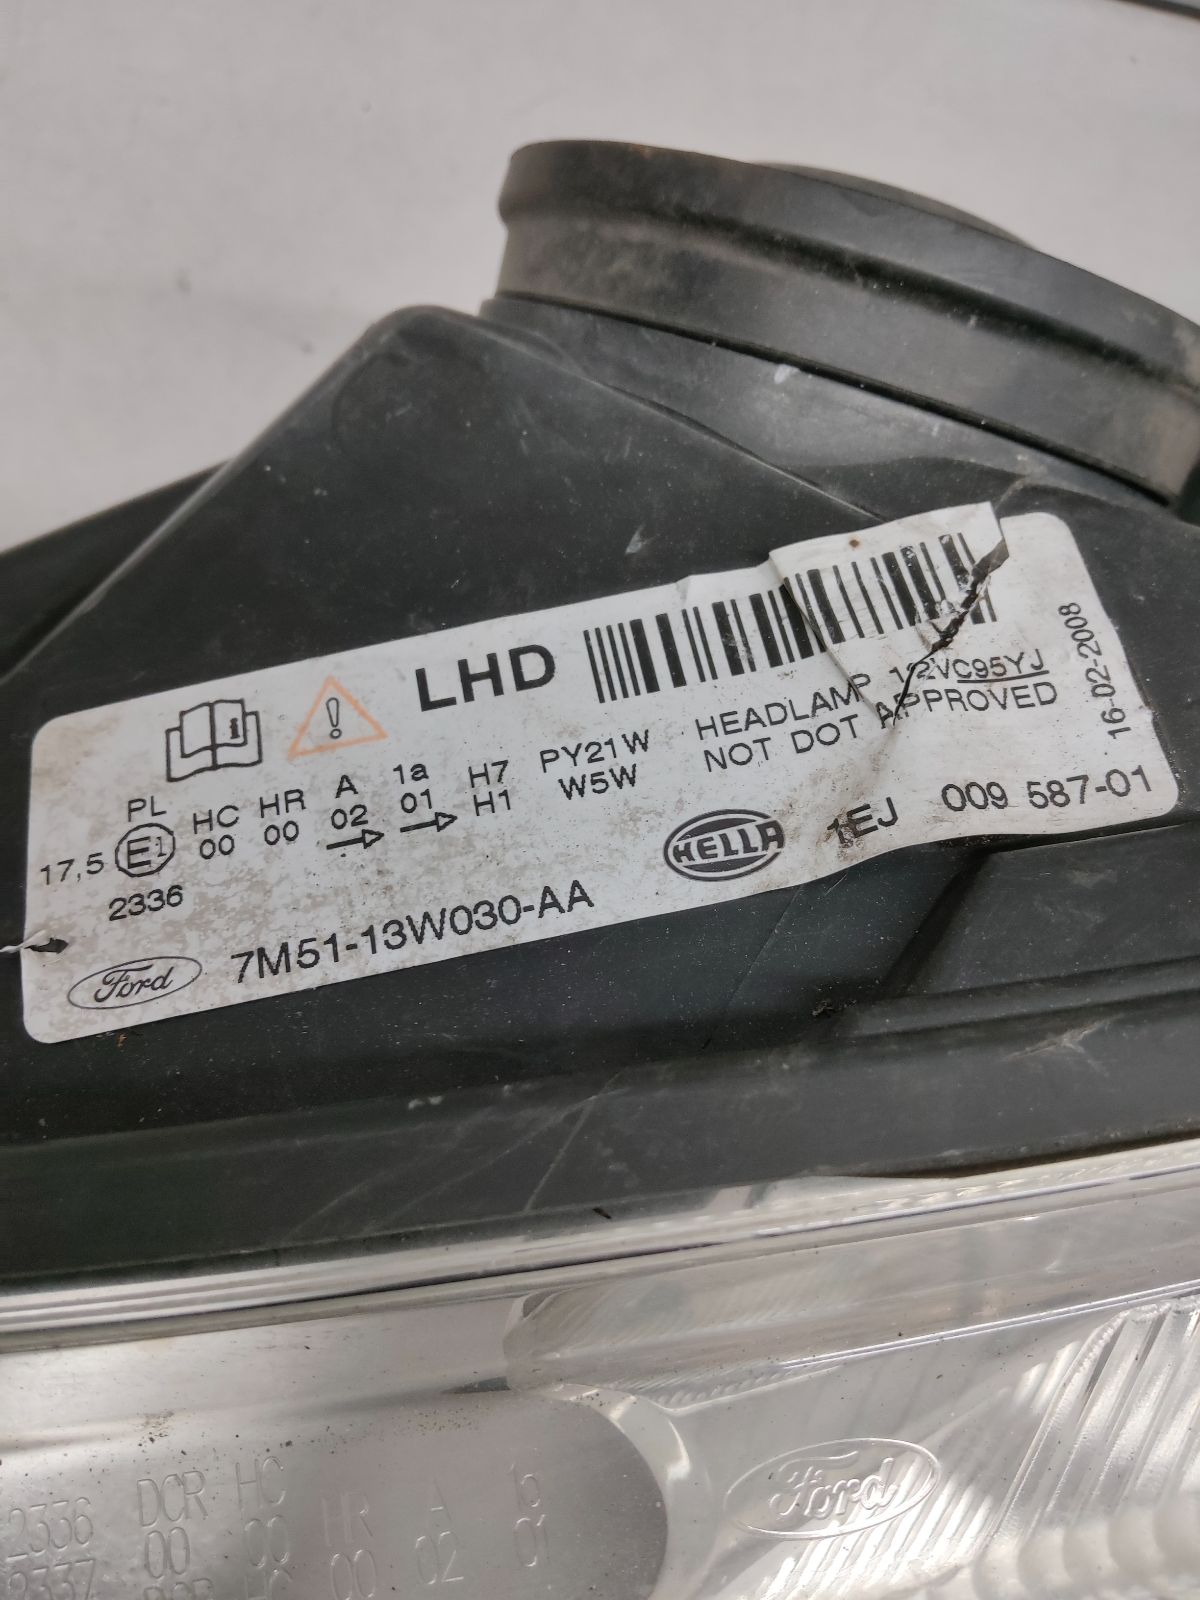 LHD
PL HC HR A 1a H7 PY21W HEADLAMP 12VC95YJ
17,5 E1 00 00 02 01 H1 W5W NOT DOT APPROVED
16-02-2008
2336
HELLA 1EJ 009 587-01
Ford 7M51-13W030-AA
Ford
2336 DCR HC HR A b
2337 00 00 00 02 01